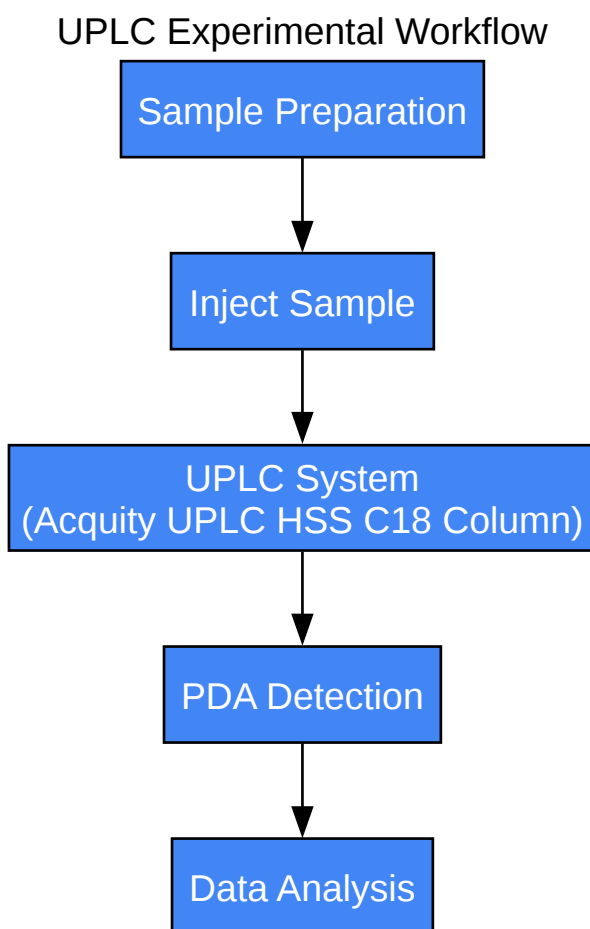 UPLC Experimental Workflow
Sample Preparation
Inject Sample
UPLC System
(Acquity UPLC HSS C18 Column)
PDA Detection
Data Analysis